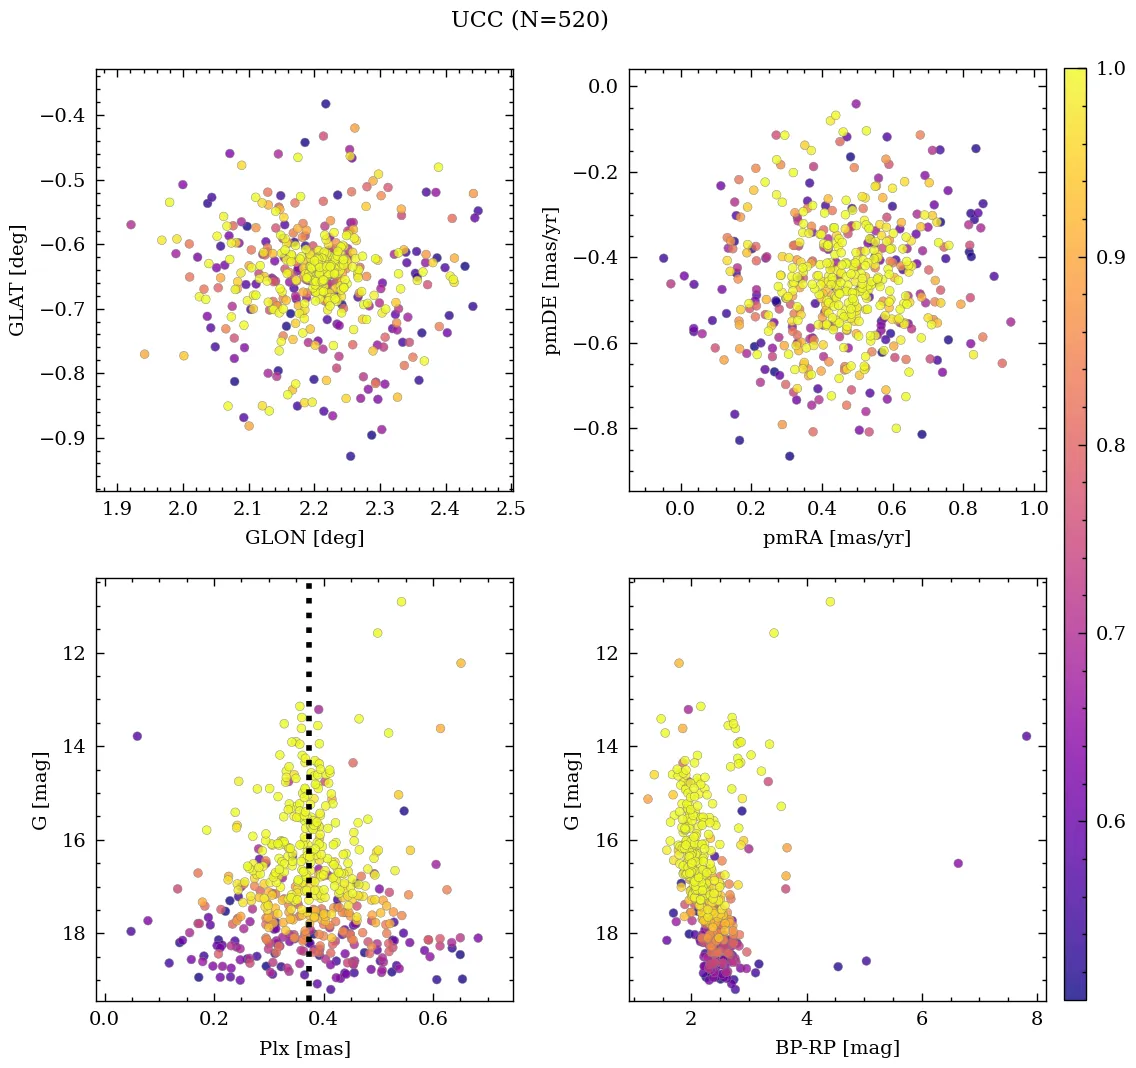 UCC (N=520)
−0.4
−0.5
−0.6
−0.7
−0.8
−0.9
GLAT [deg]
1.9 2.0 2.1 2.2 2.3 2.4 2.5
GLON [deg]
0.0
−0.2
−0.4
−0.6
−0.8
pmDE [mas/yr]
0.0 0.2 0.4 0.6 0.8 1.0
pmRA [mas/yr]
1.0
0.9
0.8
0.7
0.6
12
14
16
18
G [mag]
0.0 0.2 0.4 0.6
Plx [mas]
12
14
16
18
G [mag]
2 4 6 8
BP-RP [mag]